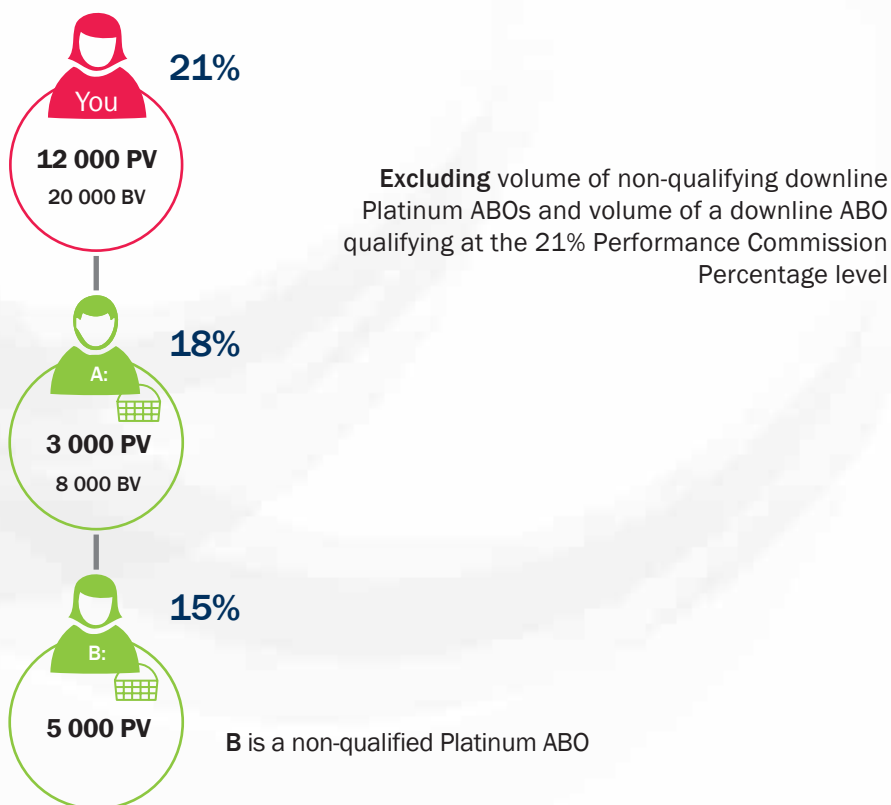 21%
You
12 000 PV
20 000 BV
Excluding volume of non-qualifying downline
Platinum ABOs and volume of a downline ABO
qualifying at the 21% Performance Commission
Percentage level
18%
A:
3 000 PV
8 000 BV
15%
B:
5 000 PV
B is a non-qualified Platinum ABO